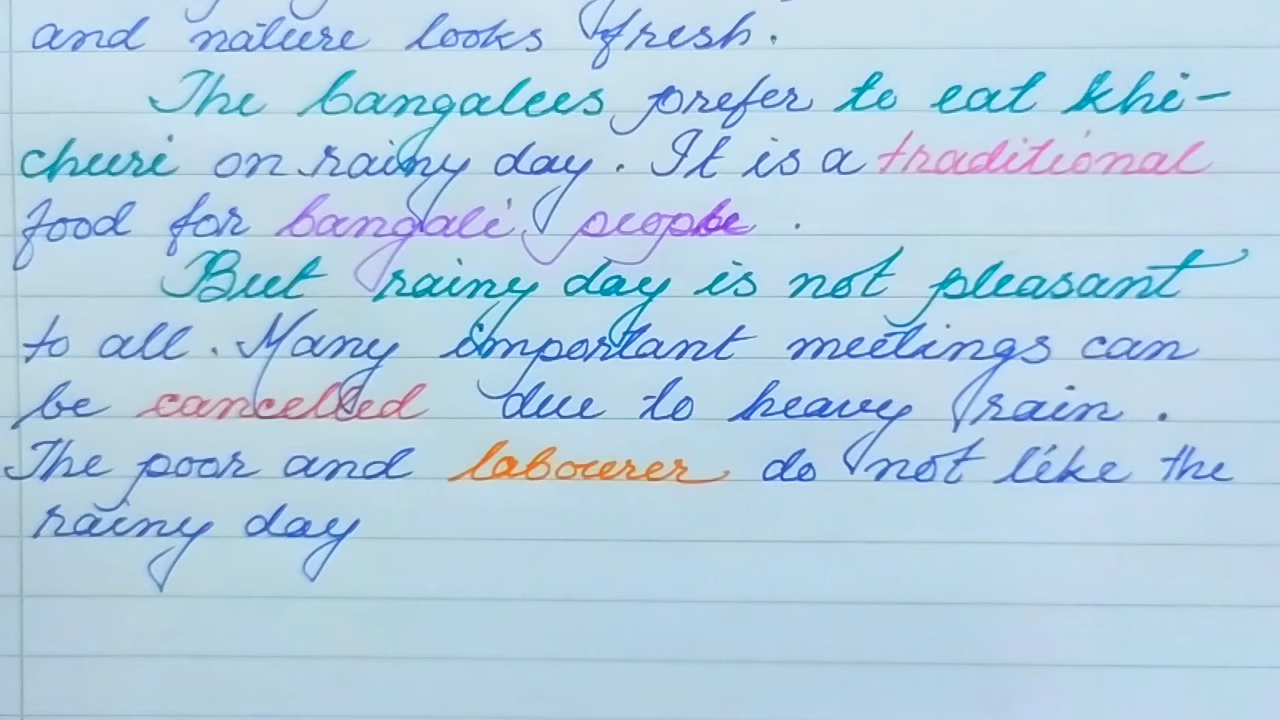 and nature looks fresh.
The bangalees prefer to eat khi-
churi on rainy day. It is a traditional
food for bangali people.
But rainy day is not pleasant
to all. Many important meetings can
be cancelled due to heavy rain.
The poor and labourer do not like the
rainy day